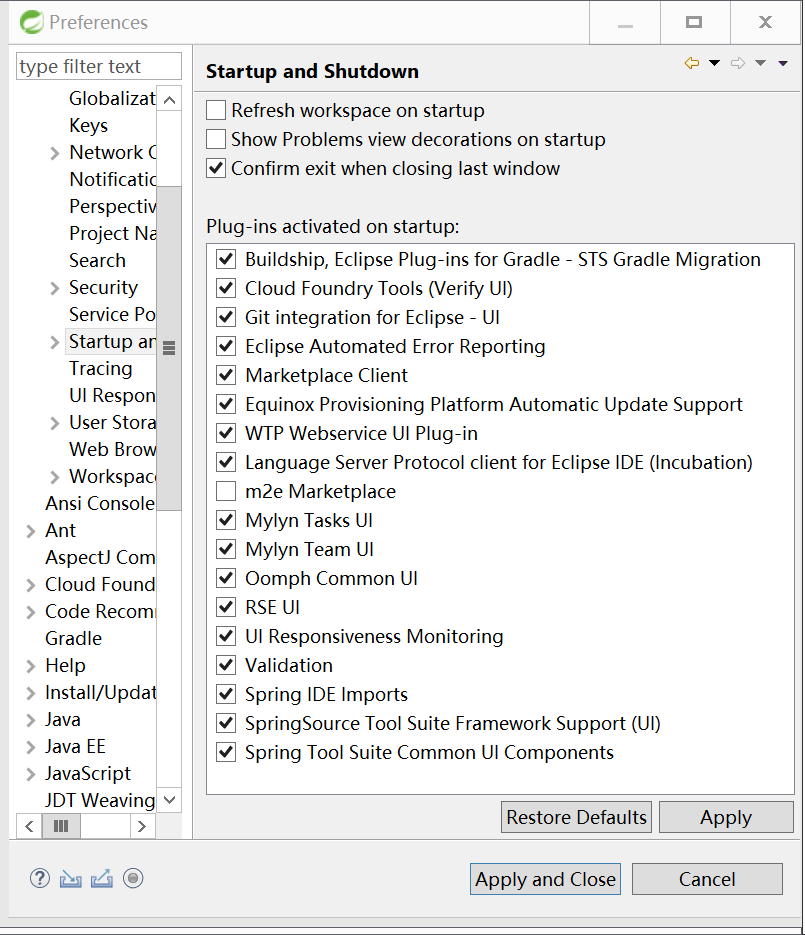 Preferences
type filter text
Globalizat
Keys
Network C
Notificatic
Perspectiv
Project Na
Search
Security
Service Po
Startup an
Tracing
UI Respon
User Stora
Web Brow
Workspac
Ansi Console
Ant
AspectJ Com
Cloud Found
Code Recom
Gradle
Help
Install/Updat
Java
Java EE
JavaScript
JDT Weaving
Startup and Shutdown
Refresh workspace on startup
Show Problems view decorations on startup
Confirm exit when closing last window
Plug-ins activated on startup:
Buildship, Eclipse Plug-ins for Gradle - STS Gradle Migration
Cloud Foundry Tools (Verify UI)
Git integration for Eclipse - UI
Eclipse Automated Error Reporting
Marketplace Client
Equinox Provisioning Platform Automatic Update Support
WTP Webservice UI Plug-in
Language Server Protocol client for Eclipse IDE (Incubation)
m2e Marketplace
Mylyn Tasks UI
Mylyn Team UI
Oomph Common UI
RSE UI
UI Responsiveness Monitoring
Validation
Spring IDE Imports
SpringSource Tool Suite Framework Support (UI)
Spring Tool Suite Common UI Components
Restore Defaults
Apply
Apply and Close
Cancel